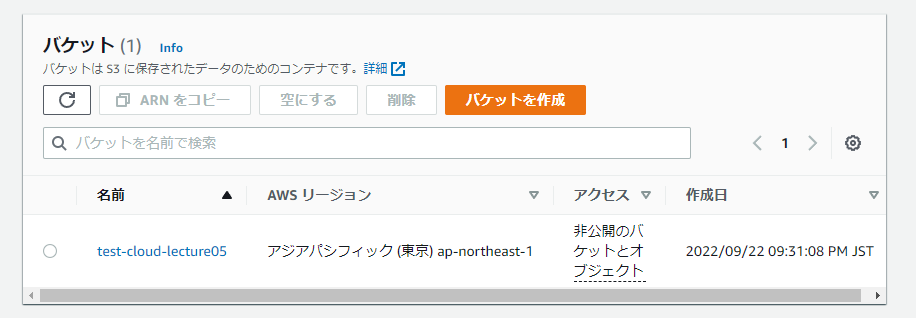 バケット (1) Info
バケットは S3 に保存されたデータのためのコンテナです。詳細
ARN をコピー 空にする 削除 バケットを作成
バケットを名前で検索 1
名前 AWS リージョン アクセス 作成日
test-cloud-lecture05 アジアパシフィック (東京) ap-northeast-1 非公開のバ 2022/09/22 09:31:08 PM JST
ケットとオ
ブジェクト